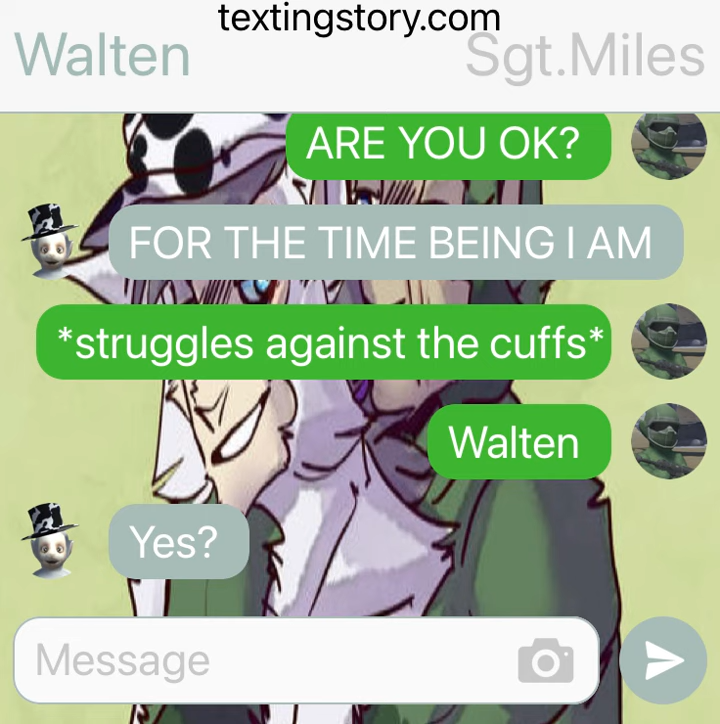 textingstory.com
Walten
Sgt.Miles
ARE YOU OK?
FOR THE TIME BEING I AM
*struggles against the cuffs*
Walten
Yes?
Message